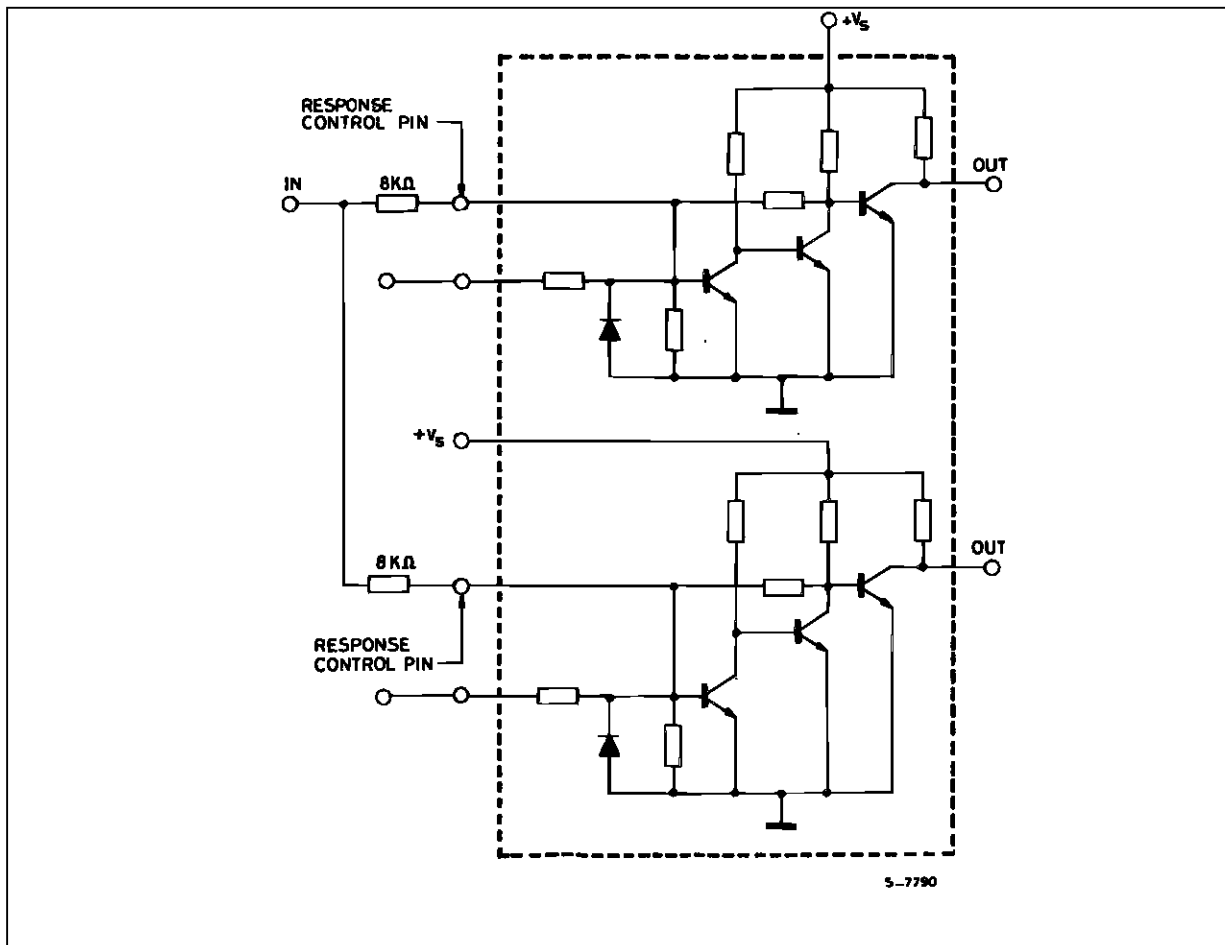 +Vs
RESPONSE
CONTROL PIN
IN
8KΩ
OUT
+Vs
8KΩ
OUT
RESPONSE
CONTROL PIN
5-7790